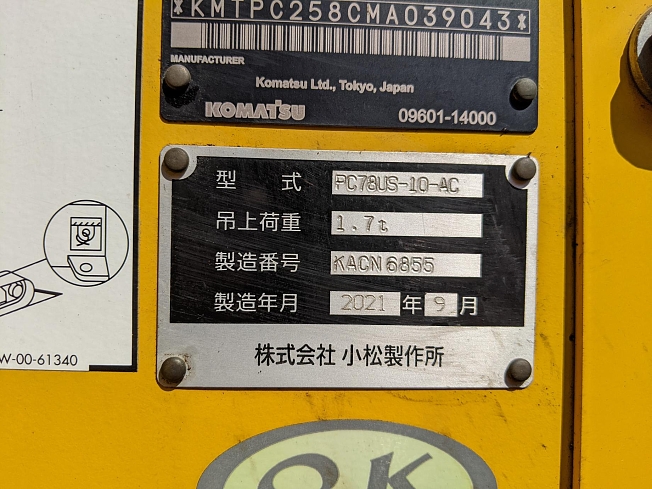 *KMTPC258CMA039043*
MANUFACTURER
Komatsu Ltd., Tokyo, Japan
KOMATSU 09601-14000
型 式 PC78US-10-AC
吊上荷重 1.7t
製造番号 KACN6855
製造年月 2021 年 9 月
株式会社 小松製作所
W-00-61340
OK